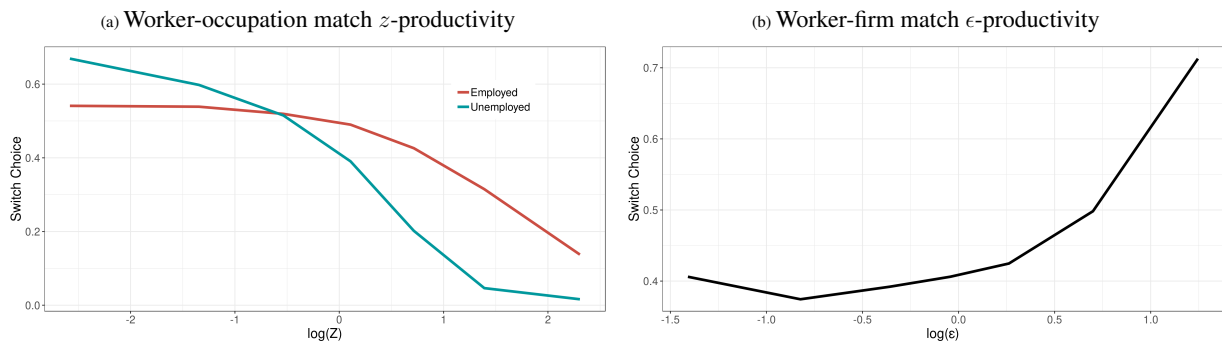 (a) Worker-occupation match z-productivity
Switch Choice
0.6
0.4
0.2
0.0
Employed
Unemployed
-2
-1
0
1
2
log(Z)
(b) Worker-firm match ϵ-productivity
Switch Choice
0.7
0.6
0.5
0.4
-1.5
-1.0
-0.5
0.0
0.5
1.0
log(ε)